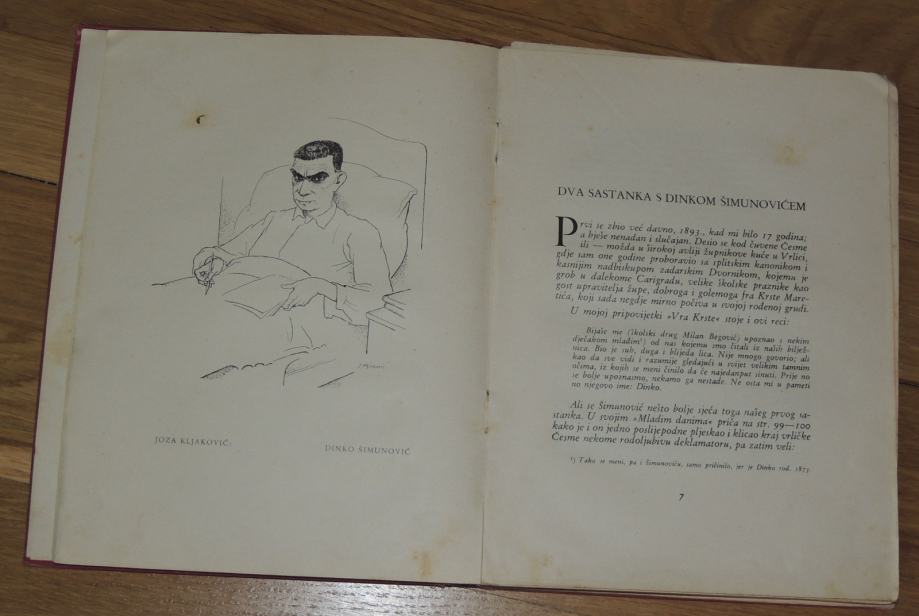 JOZA KLJAKOVIĆ:
DINKO ŠIMUNOVIĆ
DVA SASTANKA S DINKOM ŠIMUNOVIĆEM
Prvi se zbio već davno, 1893., kad mi bilo 17 godina;
a bješe nenadan i slučajan. Desio se kod čuvene Česme
ili — možda u širokoj avliji župnikove kuće u Vrlici,
gdje sam one godine proboravio sa splitskim kanonikom i
kasnijim nadbiskupom zadarskim Dvornikom, kojemu je
grob u dalekome Carigradu, velike školske praznike kao
gost upravitelja župe, dobroga i golemoga fra Krste Mare-
tića, koji sada negdje mirno počiva u svojoj rođenoj grudi.
U mojoj pripovijetki »Vra Krste« stoje i ovi reci:
Bijaše me (školski drug Milan Begović) upoznao s nekim
dječakom mlađim¹) od nas kojemu smo čitali iz naših biljež-
nica. Bio je suh, duga i blijeda lica. Nije mnogo govorio; ali
kao da sve vidi i razumije gledajući u svijet velikim tamnim
očima, iz kojih se meni činilo da će najedanput sinuti. Prije no
se bolje upoznasmo, nekamo ga nestade. Ne osta mi u pameti
no njegovo ime: Dinko.
Ali se Šimunović nešto bolje sjeća toga našeg prvog sa-
stanka. U svojim »Mladim danima« priča na str. 99—100
kako je i on jedno poslijepodne pljeskao i klicao kraj vrličke
Česme nekome rodoljubivu deklamatoru, pa zatim veli:
¹) Tako se meni, pa i Šimunoviću, samo pričinilo, jer je Dinko rođ. 1873
7